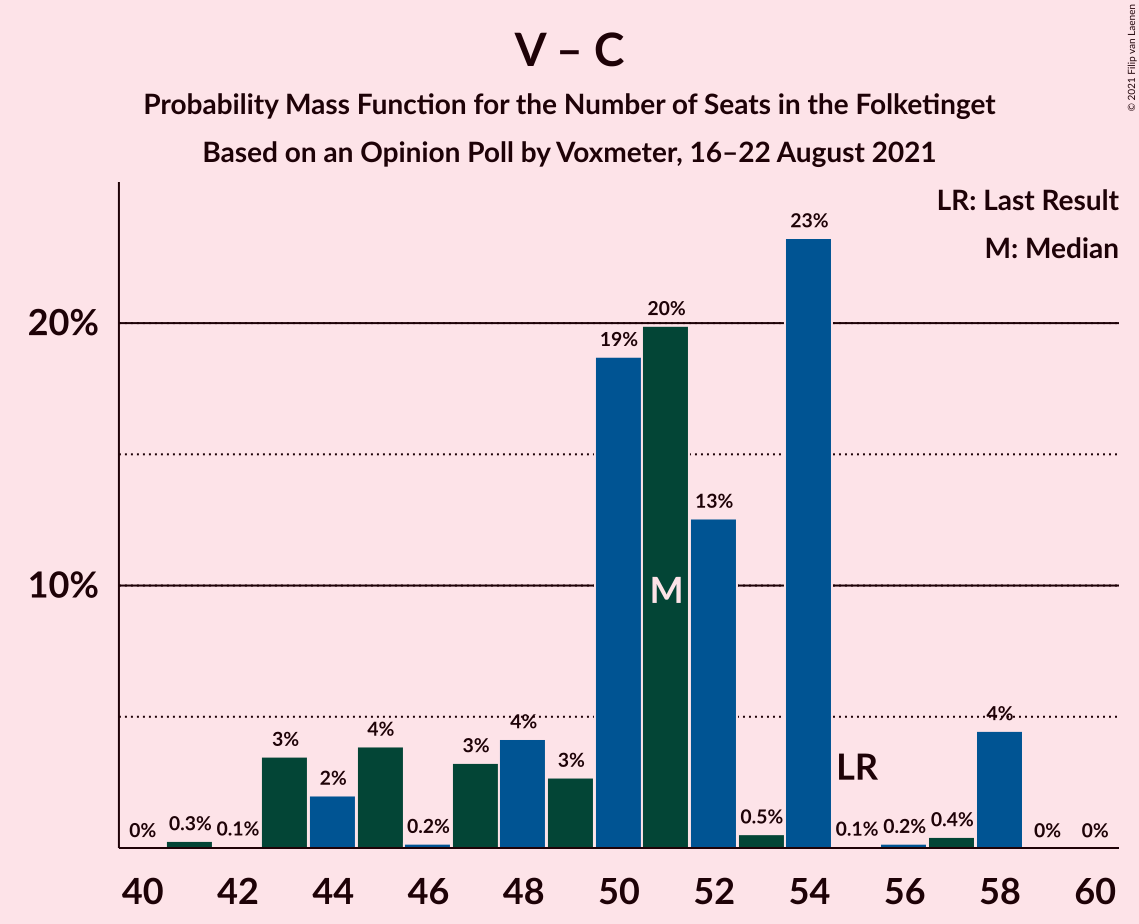 V – C
Probability Mass Function for the Number of Seats in the Folketinget
Based on an Opinion Poll by Voxmeter, 16–22 August 2021
© 2021 Filip van Laenen
LR: Last Result
M: Median
20%
10%
0% 0.3% 0.1% 3% 2% 4% 0.2% 3% 4% 3% 19% 20% 13% 0.5% 23% 0.1% 0.2% 0.4% 4% 0% 0%
M
LR
40 42 44 46 48 50 52 54 56 58 60